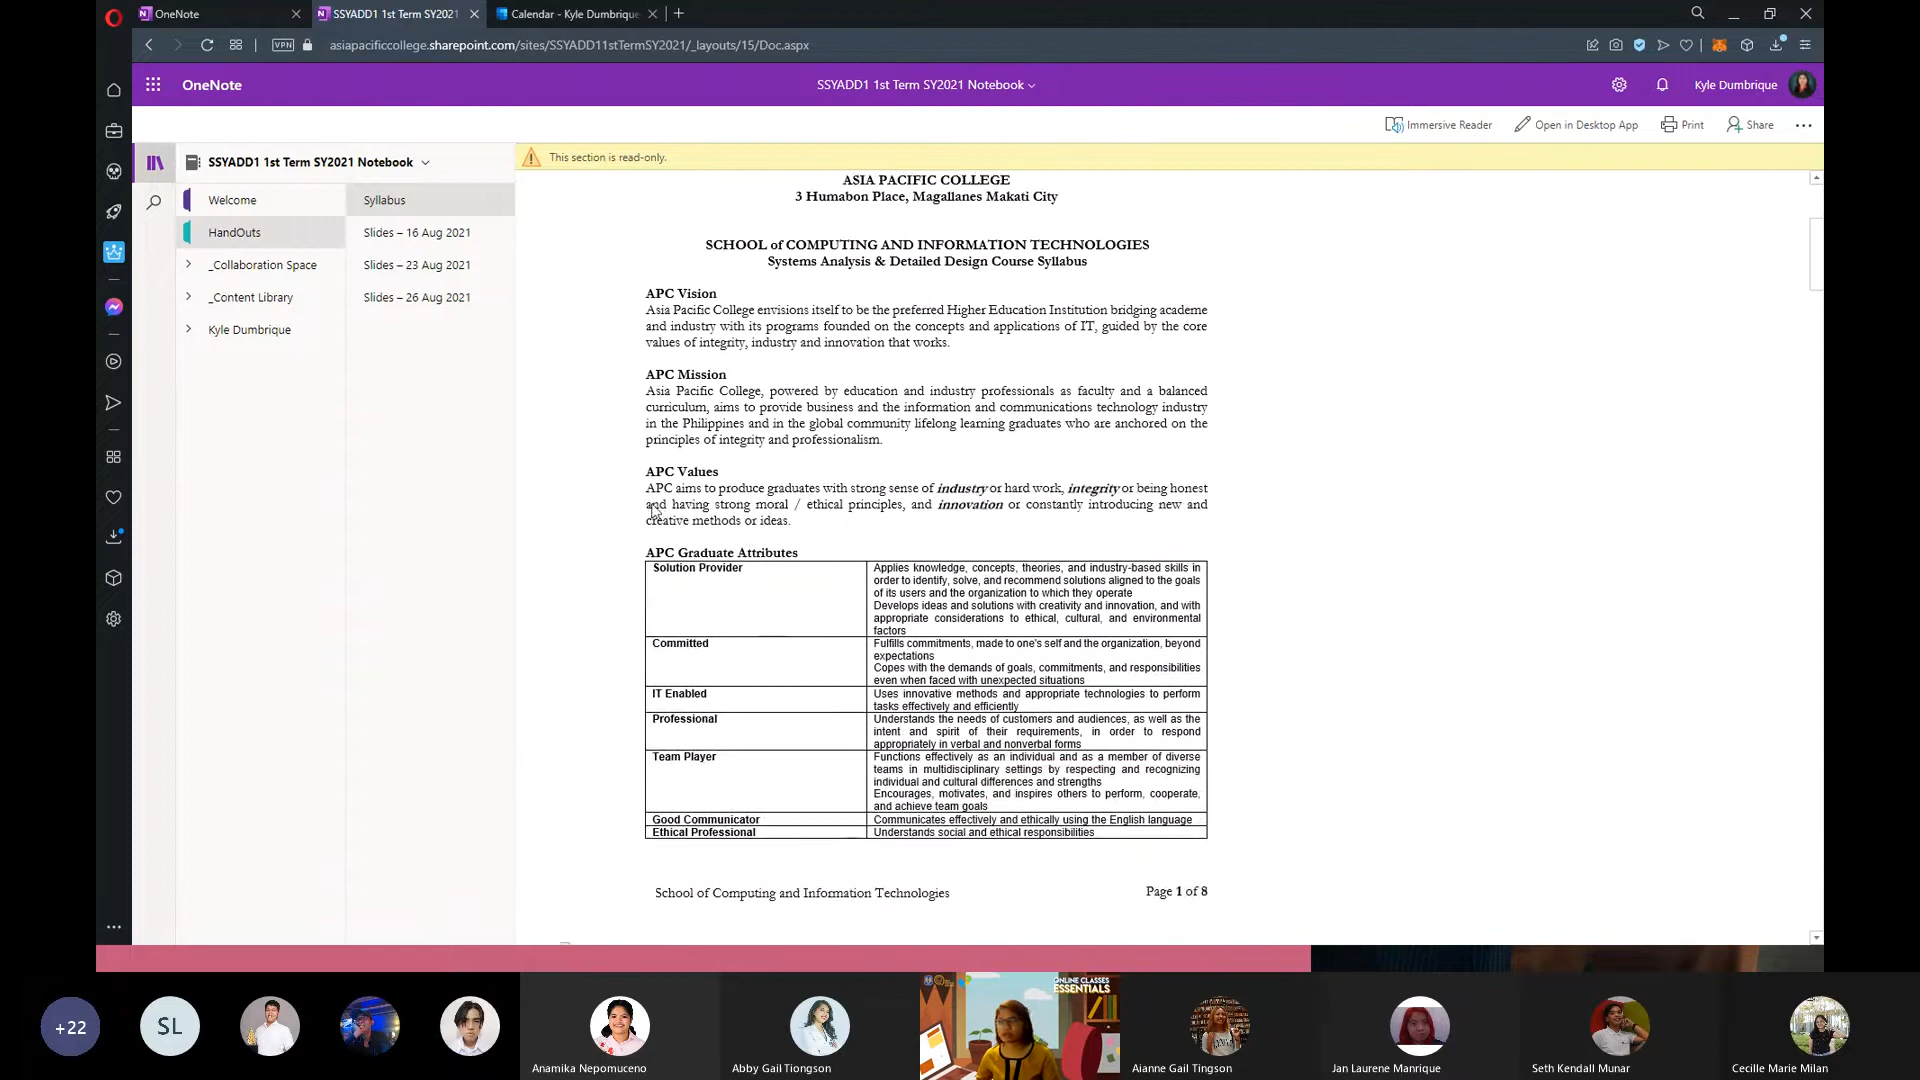 OneNote
SSYADD1 1st Term SY2021
Calendar - Kyle Dumbrique
VPN
asiapacificcollege.sharepoint.com/sites/SSYADD11stTermSY2021/_layouts/15/Doc.aspx
OneNote
SSYADD1 1st Term SY2021 Notebook
Kyle Dumbrique
Immersive Reader
Open in Desktop App
Print
Share
SSYADD1 1st Term SY2021 Notebook
This section is read-only.
Welcome
HandOuts
_Collaboration Space
_Content Library
Kyle Dumbrique
Syllabus
Slides – 16 Aug 2021
Slides – 23 Aug 2021
Slides – 26 Aug 2021
ASIA PACIFIC COLLEGE
3 Humabon Place, Magallanes Makati City
SCHOOL of COMPUTING AND INFORMATION TECHNOLOGIES
Systems Analysis & Detailed Design Course Syllabus
APC Vision
Asia Pacific College envisions itself to be the preferred Higher Education Institution bridging academe
and industry with its programs founded on the concepts and applications of IT, guided by the core
values of integrity, industry and innovation that works.
APC Mission
Asia Pacific College, powered by education and industry professionals as faculty and a balanced
curriculum, aims to provide business and the information and communications technology industry
in the Philippines and in the global community lifelong learning graduates who are anchored on the
principles of integrity and professionalism.
APC Values
APC aims to produce graduates with strong sense of industry or hard work, integrity or being honest
and having strong moral / ethical principles, and innovation or constantly introducing new and
creative methods or ideas.
APC Graduate Attributes
Solution Provider
Applies knowledge, concepts, theories, and industry-based skills in
order to identify, solve, and recommend solutions aligned to the goals
of its users and the organization to which they operate
Develops ideas and solutions with creativity and innovation, and with
appropriate considerations to ethical, cultural, and environmental
factors
Committed
Fulfills commitments, made to one's self and the organization, beyond
expectations
Copes with the demands of goals, commitments, and responsibilities
even when faced with unexpected situations
IT Enabled
Uses innovative methods and appropriate technologies to perform
tasks effectively and efficiently
Professional
Understands the needs of customers and audiences, as well as the
intent and spirit of their requirements, in order to respond
appropriately in verbal and nonverbal forms
Team Player
Functions effectively as an individual and as a member of diverse
teams in multidisciplinary settings by respecting and recognizing
individual and cultural differences and strengths
Encourages, motivates, and inspires others to perform, cooperate,
and achieve team goals
Good Communicator
Communicates effectively and ethically using the English language
Ethical Professional
Understands social and ethical responsibilities
School of Computing and Information Technologies
Page 1 of 8
+22
SL
ONLINE CLASSES
ESSENTIALS
Anamika Nepomuceno
Abby Gail Tiongson
Aianne Gail Tingson
Jan Laurene Manrique
Seth Kendall Munar
Cecille Marie Milan